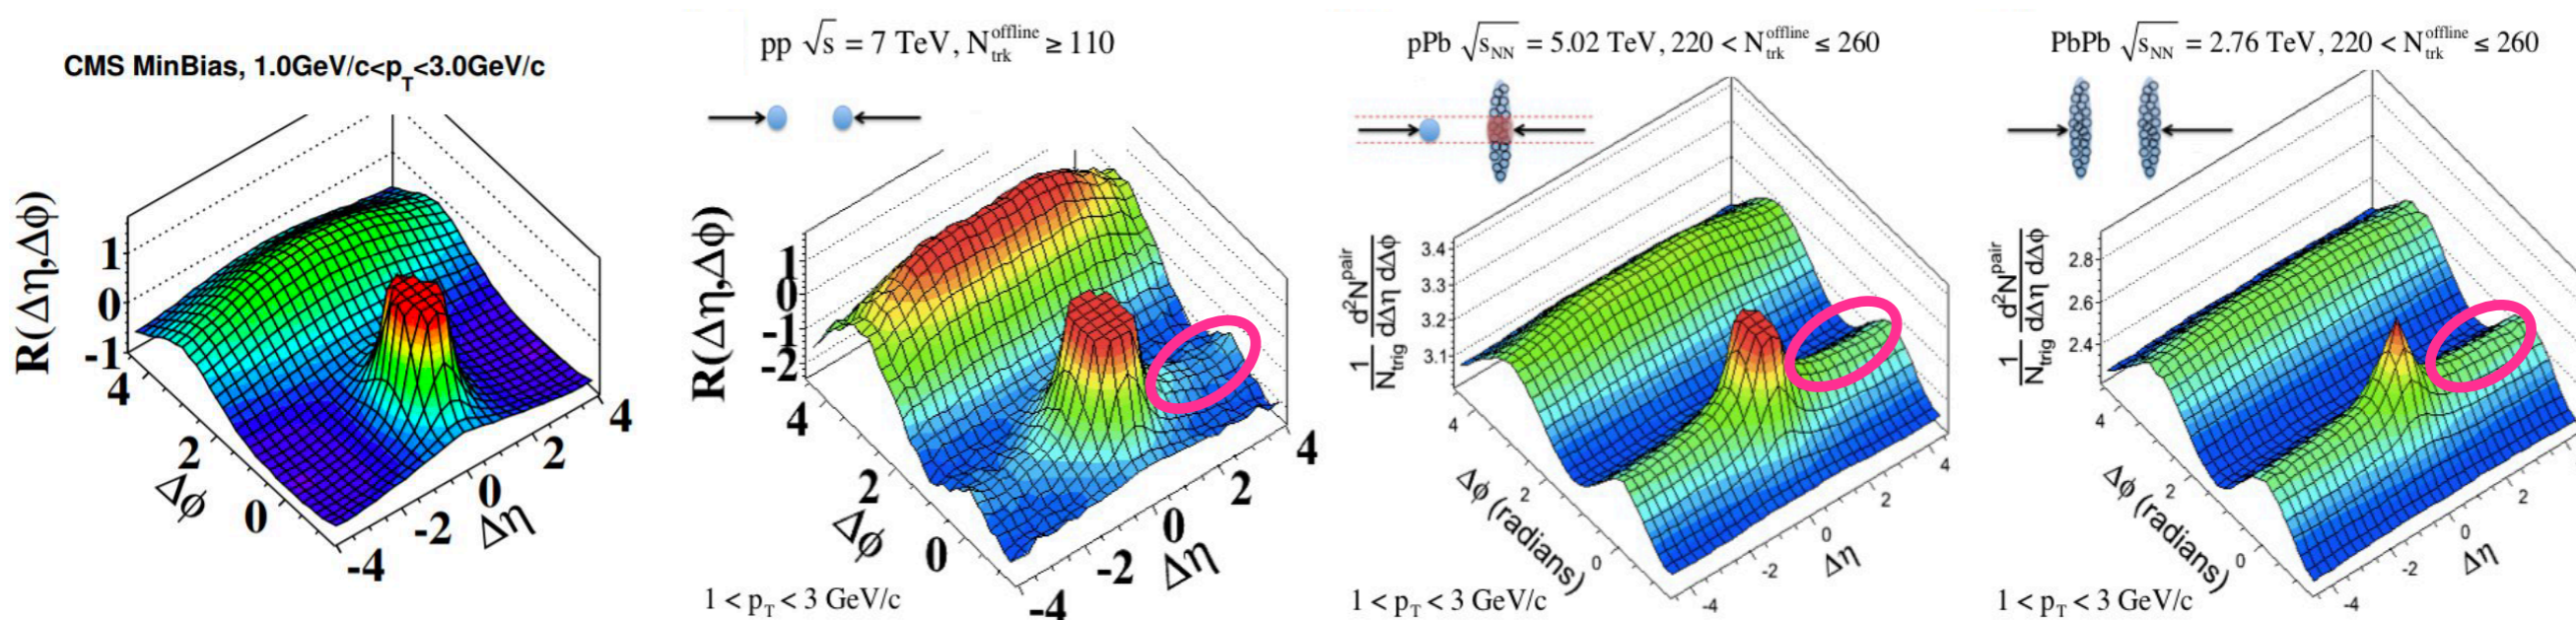 CMS MinBias, 1.0GeV/c<p_T<3.0GeV/c
R(Δη,Δϕ)
1
0
-1
4
2
0
Δϕ
-4
-2
0
2
4
Δη
pp √s = 7 TeV, N_trk^offline ≥ 110
R(Δη,Δϕ)
1
0
-1
-2
4
2
0
Δϕ
-4
-2
0
2
4
Δη
1 < p_T < 3 GeV/c
pPb √s_NN = 5.02 TeV, 220 < N_trk^offline ≤ 260
1/N_trig d²N^pair/dΔη dΔϕ
3.4
3.3
3.2
3.1
4
2
0
Δϕ (radians)
-4
-2
0
2
4
Δη
1 < p_T < 3 GeV/c
PbPb √s_NN = 2.76 TeV, 220 < N_trk^offline ≤ 260
1/N_trig d²N^pair/dΔη dΔϕ
2.8
2.6
2.4
4
2
0
Δϕ (radians)
-4
-2
0
2
Δη
1 < p_T < 3 GeV/c